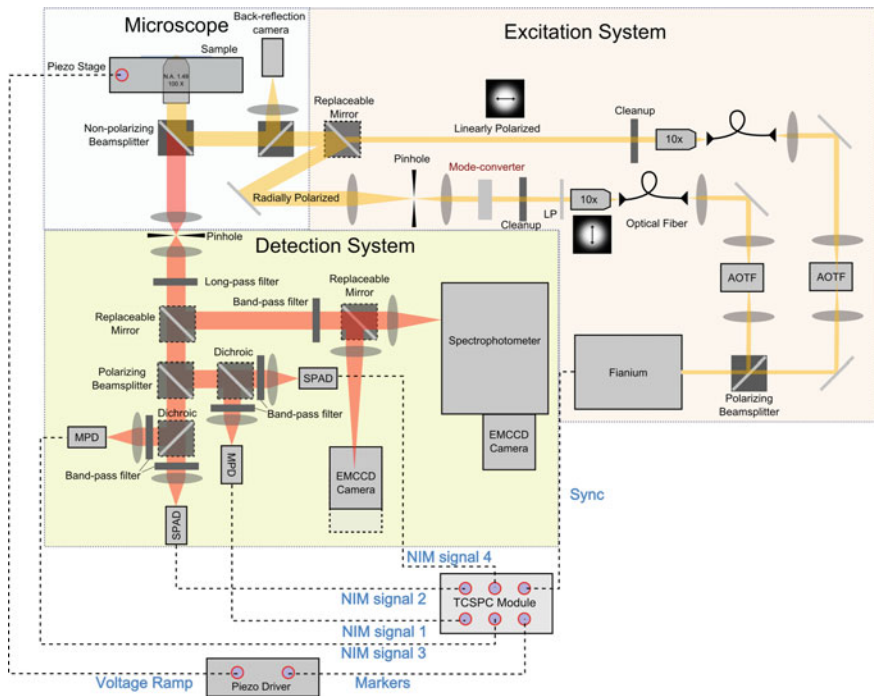 Microscope
Back-reflection
camera
Excitation System
Sample
Piezo Stage
N.A. 1.46
100 X
Replaceable
Mirror
Cleanup
Non-polarizing
Beamsplitter
Linearly Polarized
10x
Pinhole
Mode-converter
Radially Polarized
10x
LP
Cleanup
Optical Fiber
Pinhole
Detection System
AOTF
AOTF
Long-pass filter
Band-pass filter
Replaceable
Mirror
Replaceable
Mirror
Spectrophotometer
Dichroic
Polarizing
Beamsplitter
SPAD
Fianium
Polarizing
Beamsplitter
Band-pass filter
Dichroic
MPD
MPD
EMCCD
Camera
EMCCD
Camera
Band-pass filter
SPAD
Sync
NIM signal 4
NIM signal 2
TCSPC Module
NIM signal 1
NIM signal 3
Voltage Ramp
Piezo Driver
Markers